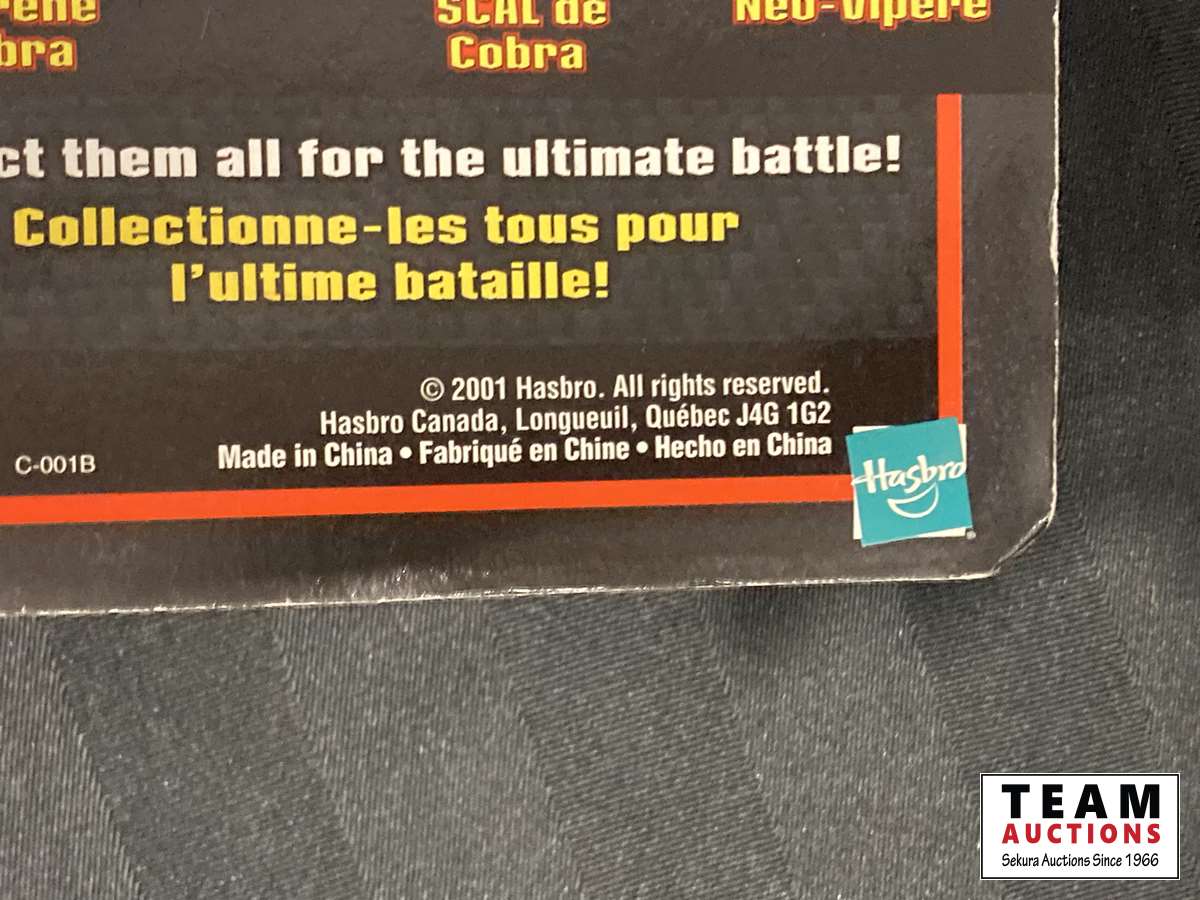 SCAL de
Neo-Vipère
bra
Cobra
ct them all for the ultimate battle!
Collectionne-les tous pour
l'ultime bataille!
© 2001 Hasbro. All rights reserved.
Hasbro Canada, Longueuil, Québec J4G 1G2
C-001B
Made in China • Fabriqué en Chine • Hecho en China
Hasbro
TEAM
AUCTIONS
Sekura Auctions Since 1966